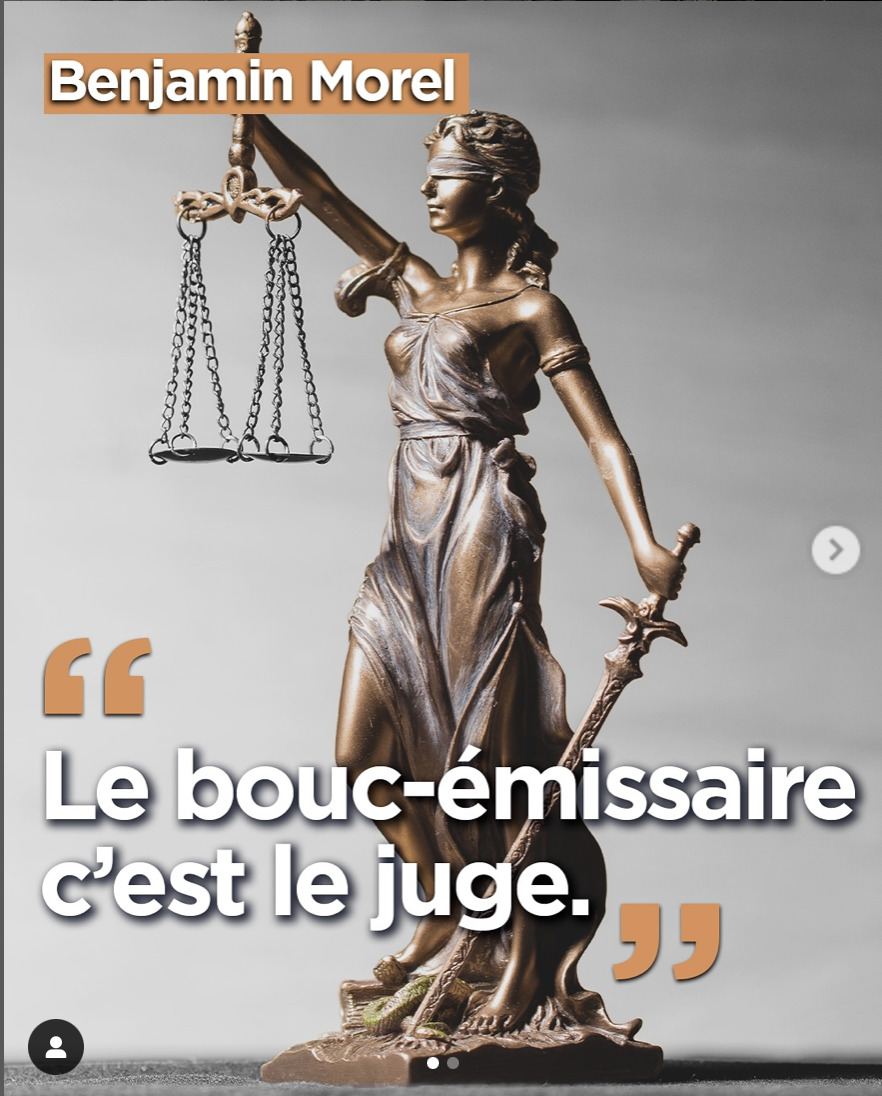 Benjamin Morel
“
Le bouc-émissaire
c’est le juge.
”